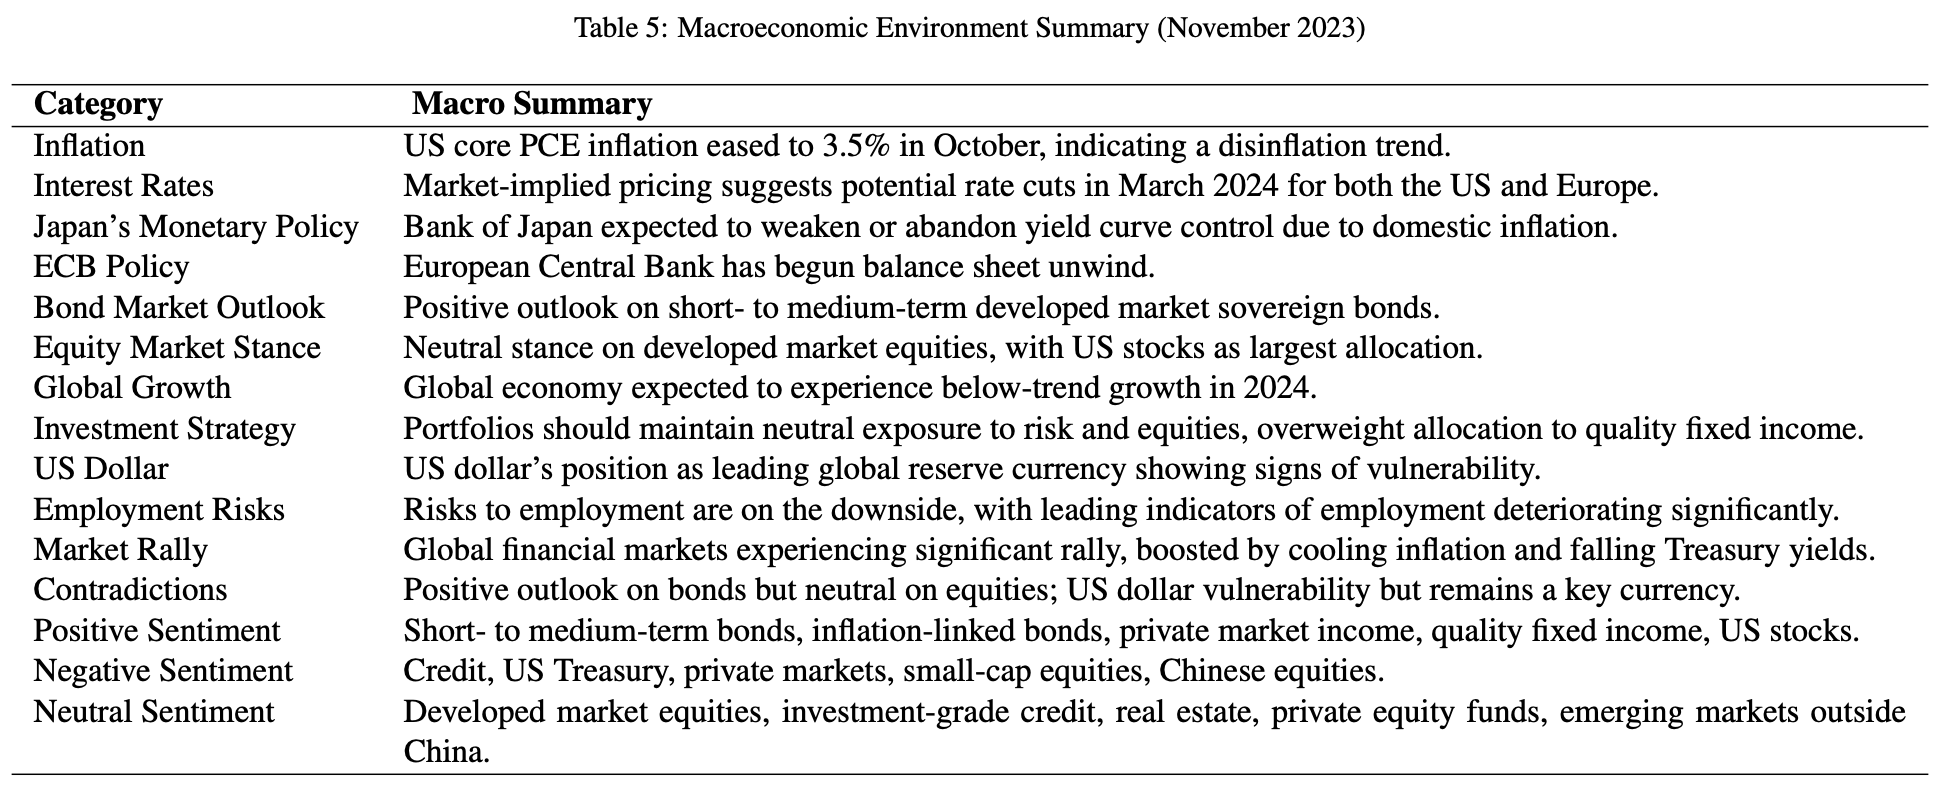 Table 5: Macroeconomic Environment Summary (November 2023)
Category Macro Summary
Inflation US core PCE inflation eased to 3.5% in October, indicating a disinflation trend.
Interest Rates Market-implied pricing suggests potential rate cuts in March 2024 for both the US and Europe.
Japan’s Monetary Policy Bank of Japan expected to weaken or abandon yield curve control due to domestic inflation.
ECB Policy European Central Bank has begun balance sheet unwind.
Bond Market Outlook Positive outlook on short- to medium-term developed market sovereign bonds.
Equity Market Stance Neutral stance on developed market equities, with US stocks as largest allocation.
Global Growth Global economy expected to experience below-trend growth in 2024.
Investment Strategy Portfolios should maintain neutral exposure to risk and equities, overweight allocation to quality fixed income.
US Dollar US dollar’s position as leading global reserve currency showing signs of vulnerability.
Employment Risks Risks to employment are on the downside, with leading indicators of employment deteriorating significantly.
Market Rally Global financial markets experiencing significant rally, boosted by cooling inflation and falling Treasury yields.
Contradictions Positive outlook on bonds but neutral on equities; US dollar vulnerability but remains a key currency.
Positive Sentiment Short- to medium-term bonds, inflation-linked bonds, private market income, quality fixed income, US stocks.
Negative Sentiment Credit, US Treasury, private markets, small-cap equities, Chinese equities.
Neutral Sentiment Developed market equities, investment-grade credit, real estate, private equity funds, emerging markets outside
China.